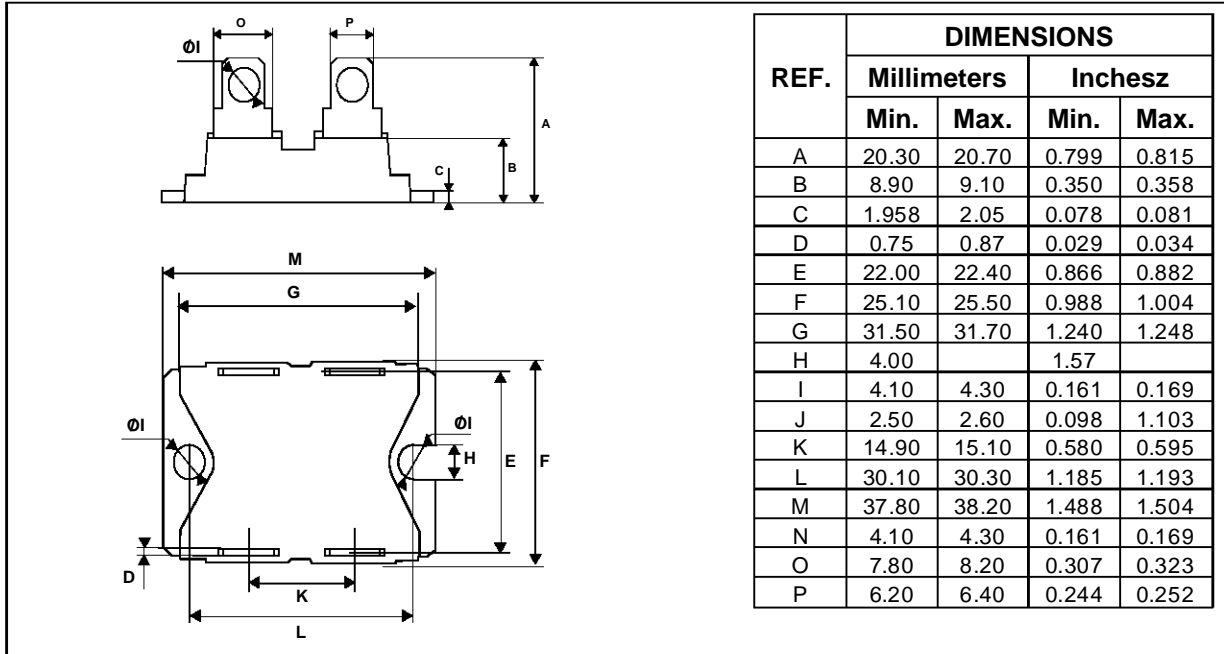 O P
ØI
A
B
C
M
G
ØI ØI
H E F
D
K
L
REF. DIMENSIONS
Millimeters Inchesz
Min. Max. Min. Max.
A 20.30 20.70 0.799 0.815
B 8.90 9.10 0.350 0.358
C 1.958 2.05 0.078 0.081
D 0.75 0.87 0.029 0.034
E 22.00 22.40 0.866 0.882
F 25.10 25.50 0.988 1.004
G 31.50 31.70 1.240 1.248
H 4.00 1.57
I 4.10 4.30 0.161 0.169
J 2.50 2.60 0.098 1.103
K 14.90 15.10 0.580 0.595
L 30.10 30.30 1.185 1.193
M 37.80 38.20 1.488 1.504
N 4.10 4.30 0.161 0.169
O 7.80 8.20 0.307 0.323
P 6.20 6.40 0.244 0.252